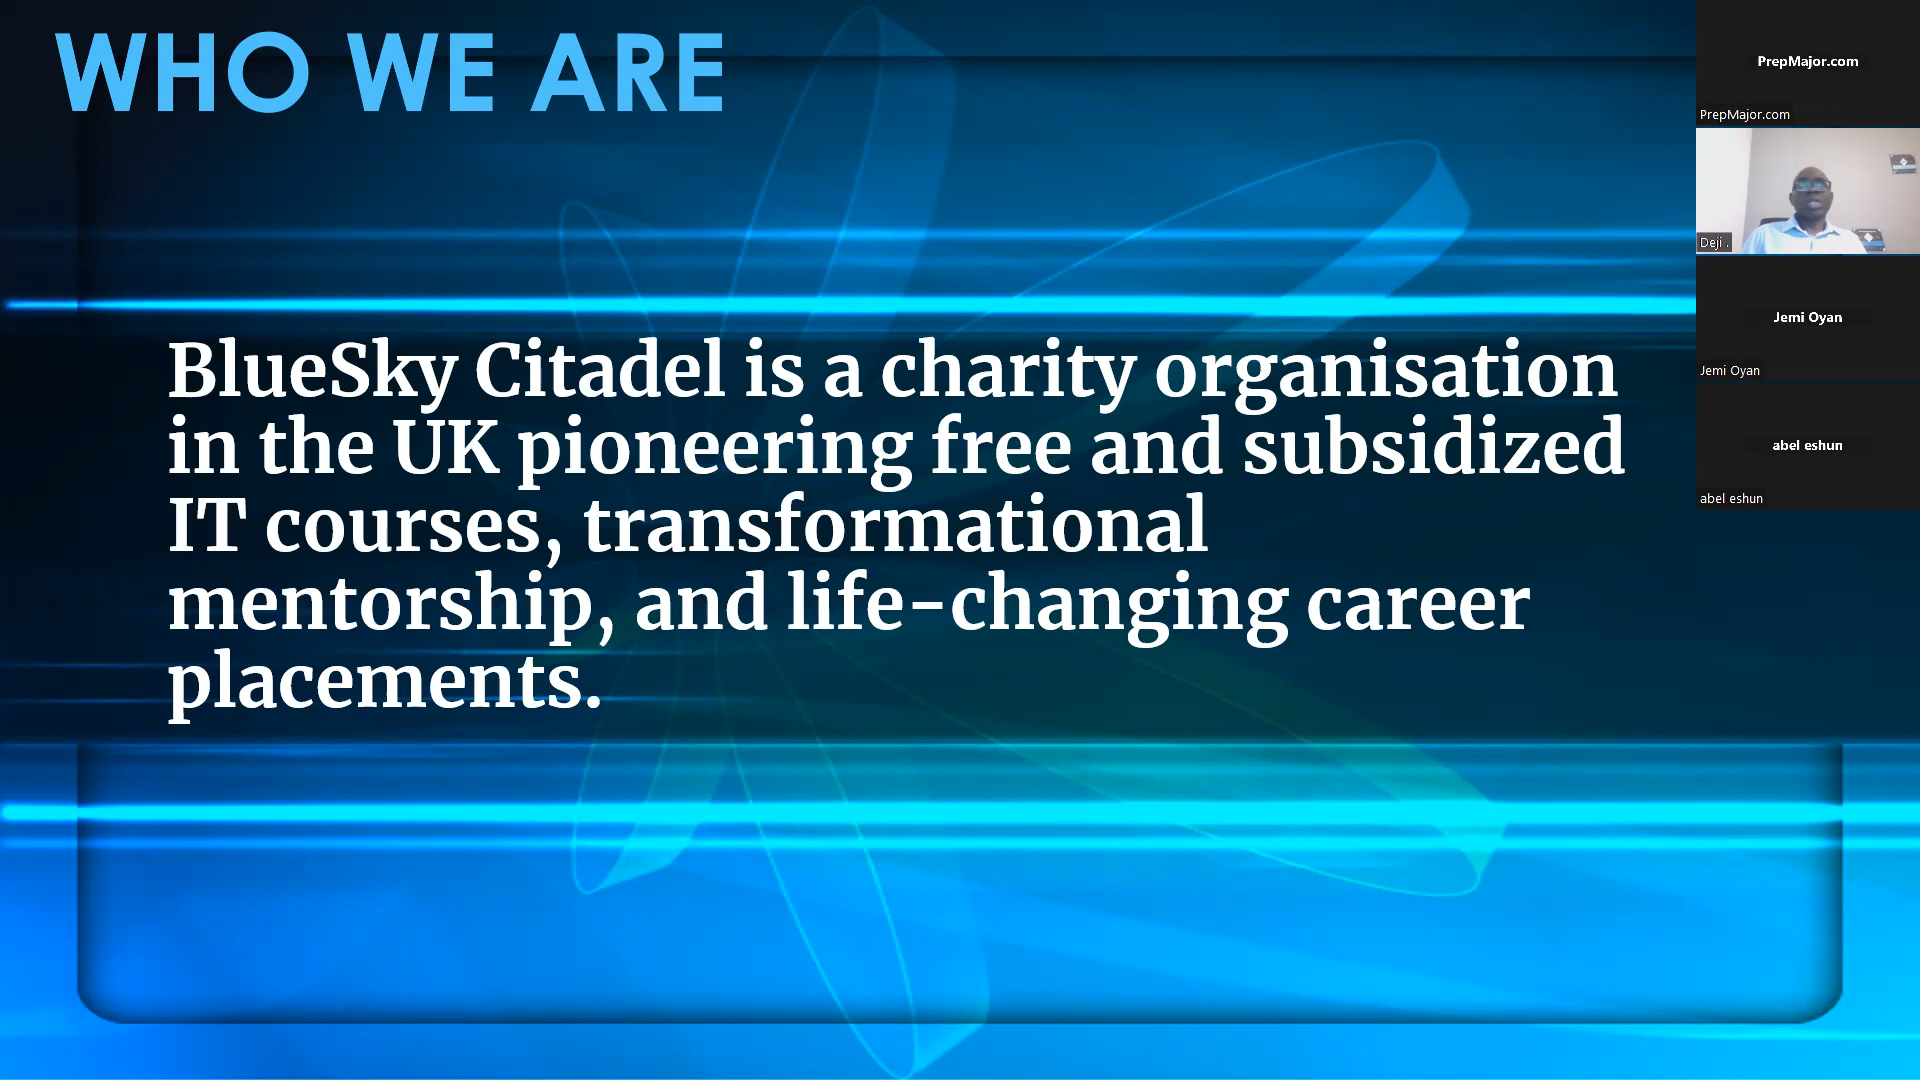 WHO WE ARE
BlueSky Citadel is a charity organisation
in the UK pioneering free and subsidized
IT courses, transformational
mentorship, and life-changing career
placements.
PrepMajor.com
PrepMajor.com
Deji .
Jemi Oyan
Jemi Oyan
abel eshun
abel eshun